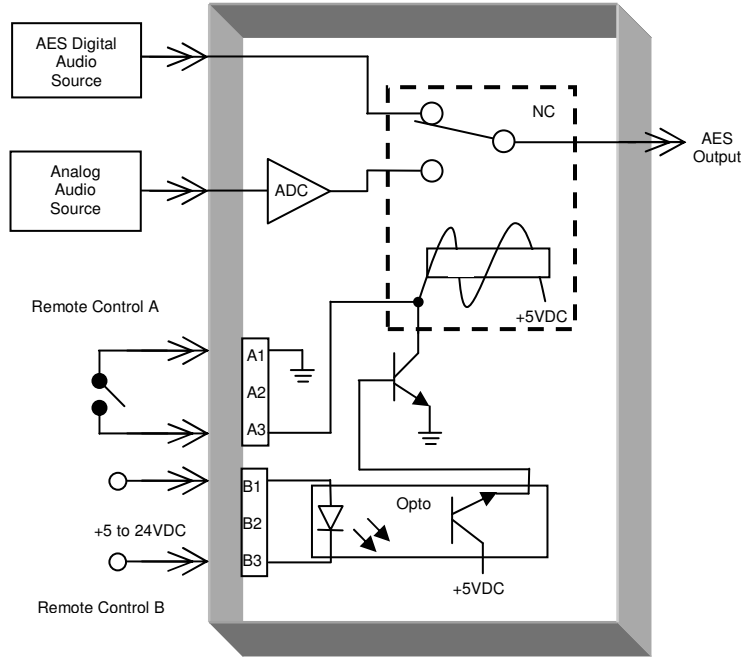 AES Digital
Audio
Source
NC
AES
Output
Analog
Audio
Source
ADC
+5VDC
Remote Control A
A1
A2
A3
B1
B2
B3
Opto
+5 to 24VDC
+5VDC
Remote Control B